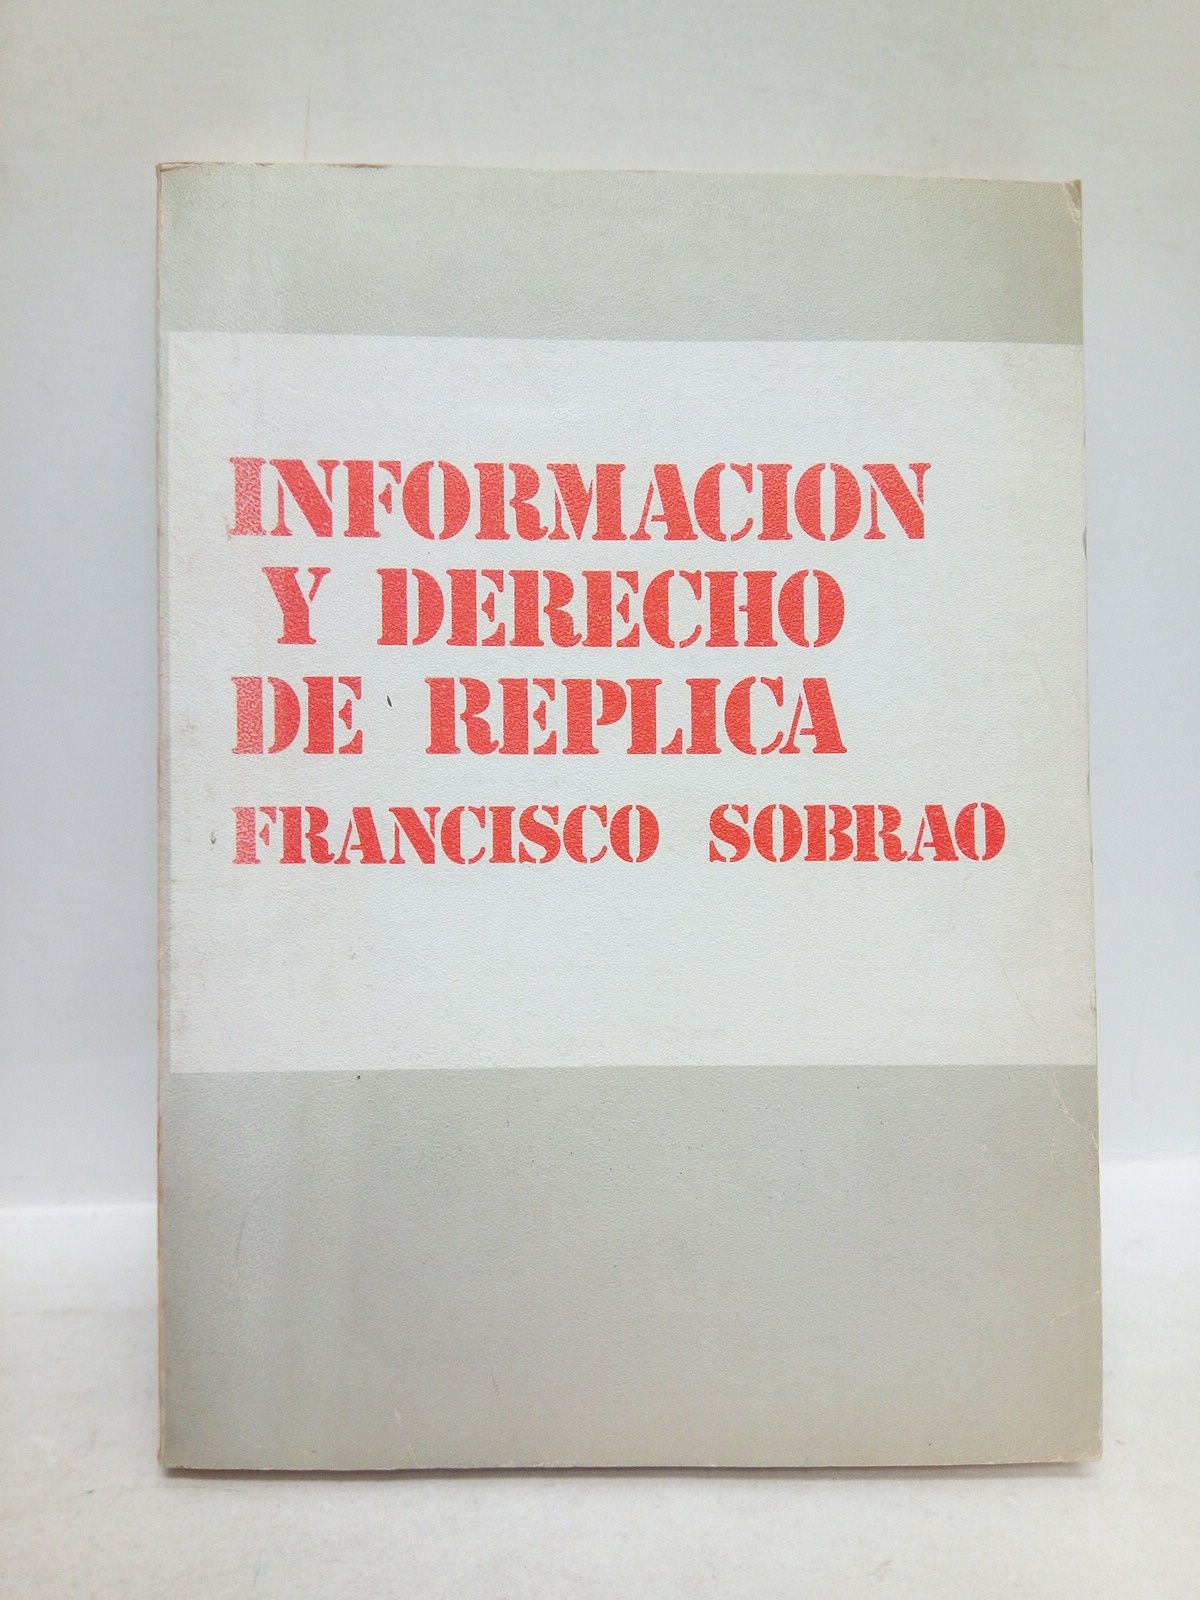 INFORMACION
Y DERECHO
DE REPLICA
FRANCISCO SOBRAO